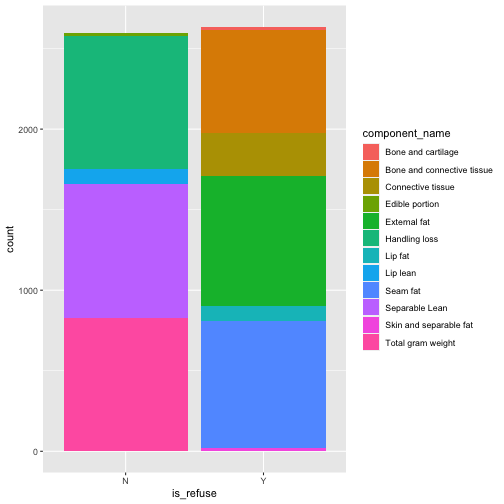 count
2000
1000
0
N
Y
is_refuse
component_name
Bone and cartilage
Bone and connective tissue
Connective tissue
Edible portion
External fat
Handling loss
Lip fat
Lip lean
Seam fat
Separable Lean
Skin and separable fat
Total gram weight